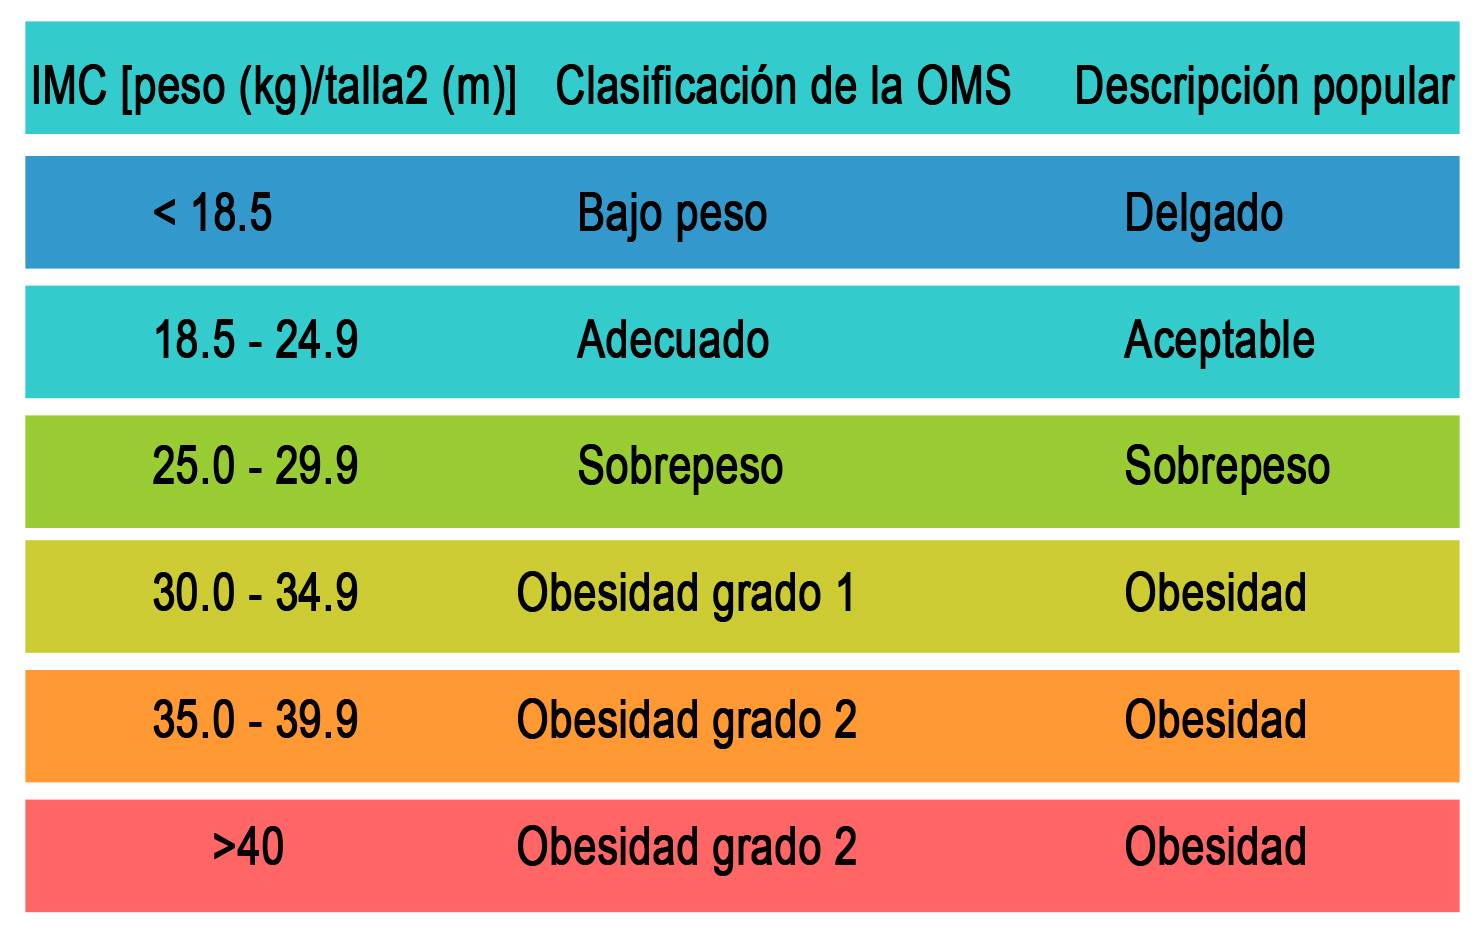 IMC [peso (kg)/talla2 (m)] Clasificación de la OMS Descripción popular
< 18.5 Bajo peso Delgado
18.5 - 24.9 Adecuado Aceptable
25.0 - 29.9 Sobrepeso Sobrepeso
30.0 - 34.9 Obesidad grado 1 Obesidad
35.0 - 39.9 Obesidad grado 2 Obesidad
>40 Obesidad grado 2 Obesidad